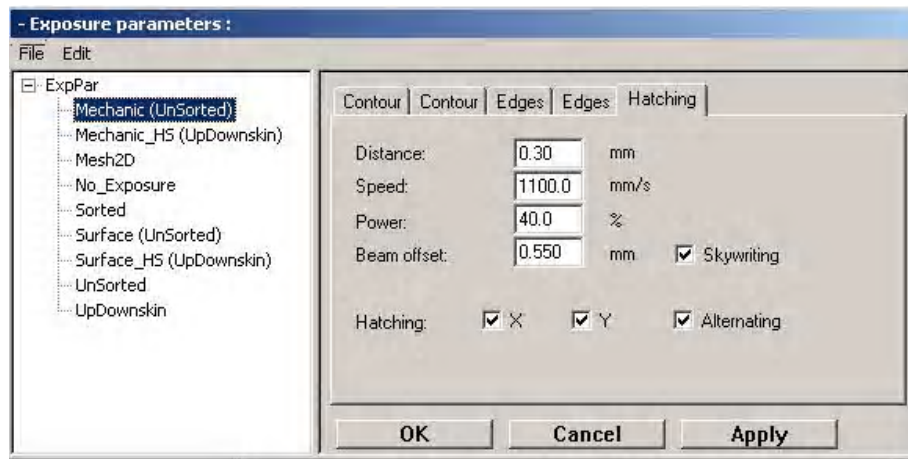 - Exposure parameters :
File Edit
ExpPar
Mechanic (UnSorted)
Mechanic_HS (UpDownskin)
Mesh2D
No_Exposure
Sorted
Surface (UnSorted)
Surface_HS (UpDownskin)
UnSorted
UpDownskin
Contour Contour Edges Edges Hatching
Distance: 0.30 mm
Speed: 1100.0 mm/s
Power: 40.0 %
Beam offset: 0.550 mm Skywriting
Hatching: X Y Alternating
OK Cancel Apply